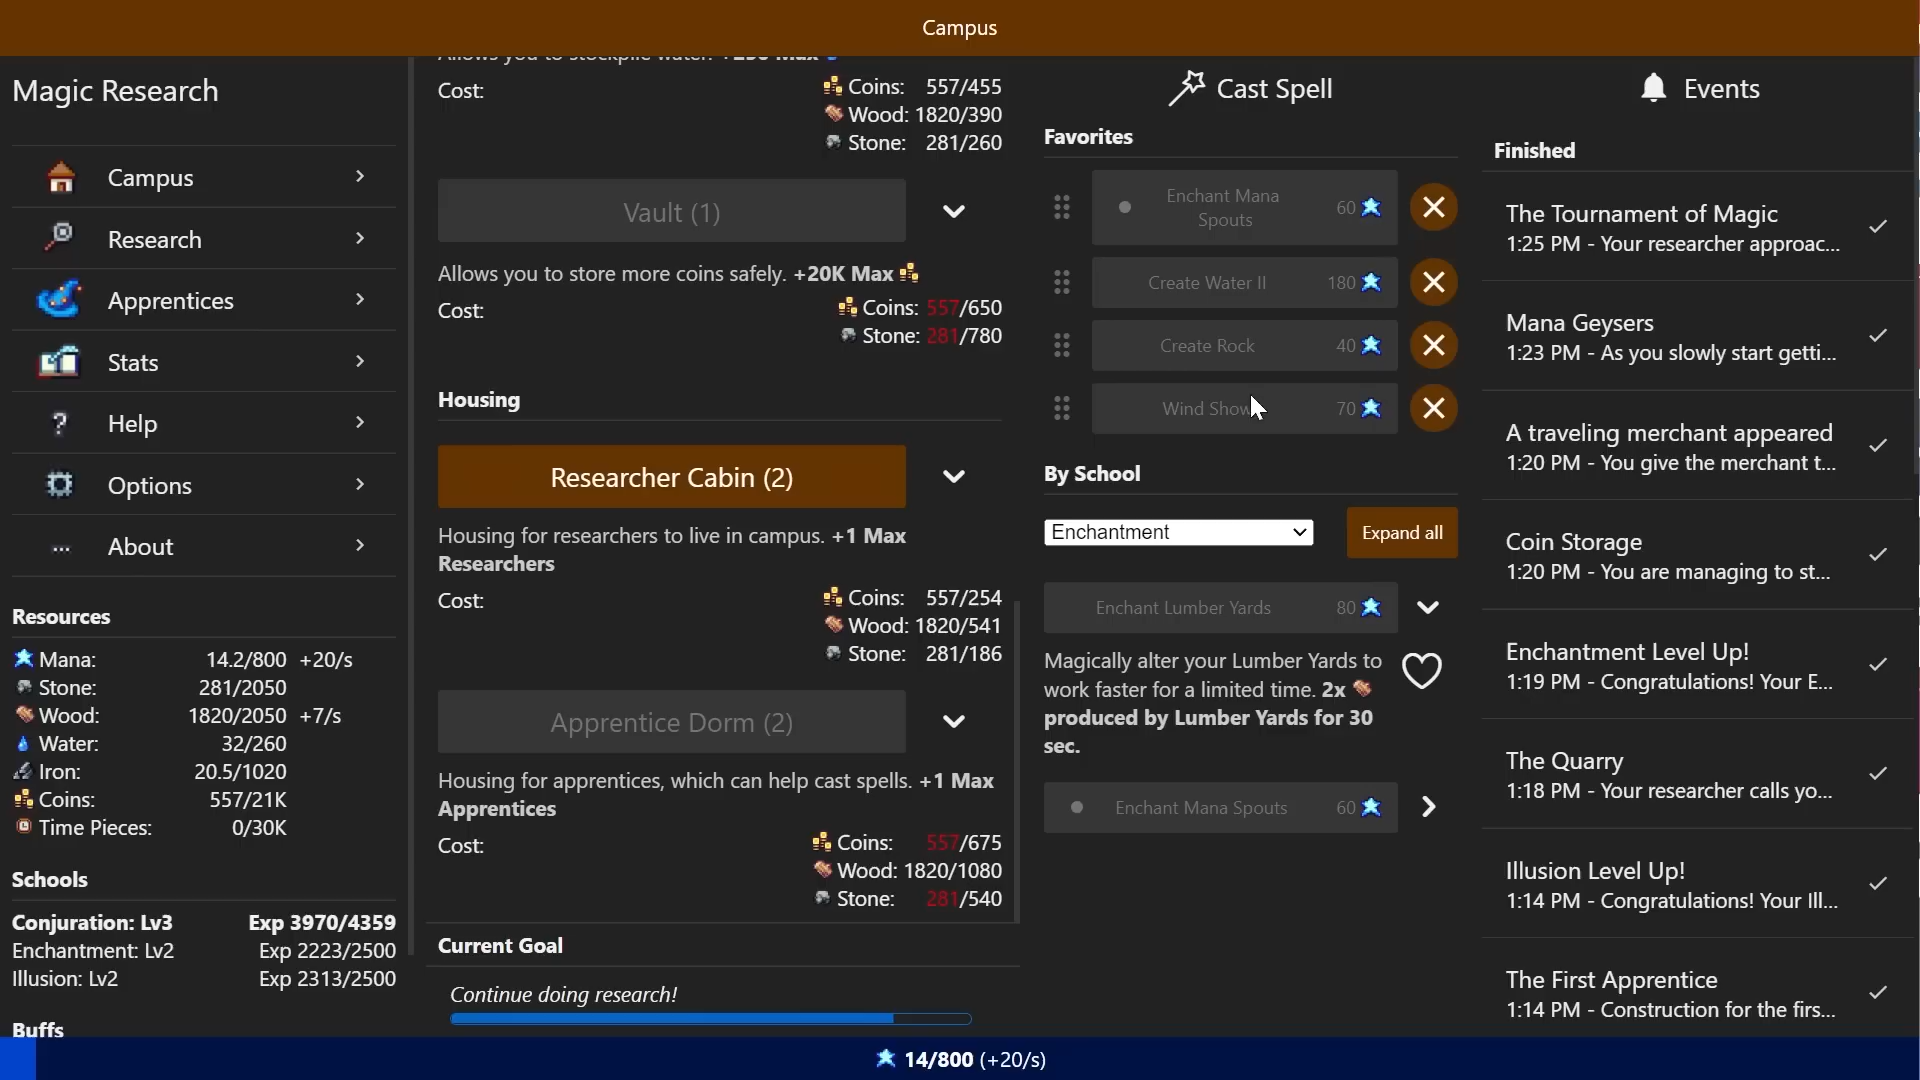 Campus
Magic Research
Campus
Research
Apprentices
Stats
Help
Options
About
Resources
Mana: 14.2/800 +20/s
Stone: 281/2050
Wood: 1820/2050 +7/s
Water: 32/260
Iron: 20.5/1020
Coins: 557/21K
Time Pieces: 0/30K
Schools
Conjuration: Lv3 Exp 3970/4359
Enchantment: Lv2 Exp 2223/2500
Illusion: Lv2 Exp 2313/2500
Buffs
Allows you to stockpile water. +250 Max
Cost:
Coins: 557/455
Wood: 1820/390
Stone: 281/260
Vault (1)
Allows you to store more coins safely. +20K Max
Cost:
Coins: 557/650
Stone: 281/780
Housing
Researcher Cabin (2)
Housing for researchers to live in campus. +1 Max
Researchers
Cost:
Coins: 557/254
Wood: 1820/541
Stone: 281/186
Apprentice Dorm (2)
Housing for apprentices, which can help cast spells. +1 Max
Apprentices
Cost:
Coins: 557/675
Wood: 1820/1080
Stone: 281/540
Current Goal
Continue doing research!
Cast Spell
Favorites
Enchant Mana
Spouts 60
Create Water II 180
Create Rock 40
Wind Show 70
By School
Enchantment
Expand all
Enchant Lumber Yards 80
Magically alter your Lumber Yards to
work faster for a limited time. 2x
produced by Lumber Yards for 30
sec.
Enchant Mana Spouts 60
Events
Finished
The Tournament of Magic
1:25 PM - Your researcher approac...
Mana Geysers
1:23 PM - As you slowly start getti...
A traveling merchant appeared
1:20 PM - You give the merchant t...
Coin Storage
1:20 PM - You are managing to st...
Enchantment Level Up!
1:19 PM - Congratulations! Your E...
The Quarry
1:18 PM - Your researcher calls yo...
Illusion Level Up!
1:14 PM - Congratulations! Your Ill...
The First Apprentice
1:14 PM - Construction for the firs...
14/800 (+20/s)